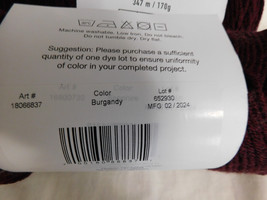 347 m / 170g
Machine washable. Low iron. Do not bleach.
Do not tumble dry. Dry flat.
Suggestion: Please purchase a sufficient
quantity of one dye lot to ensure uniformity
of color in your completed project.
Art # Color Lot #
18066837 Burgandy 652930
MFG: 02 / 2024